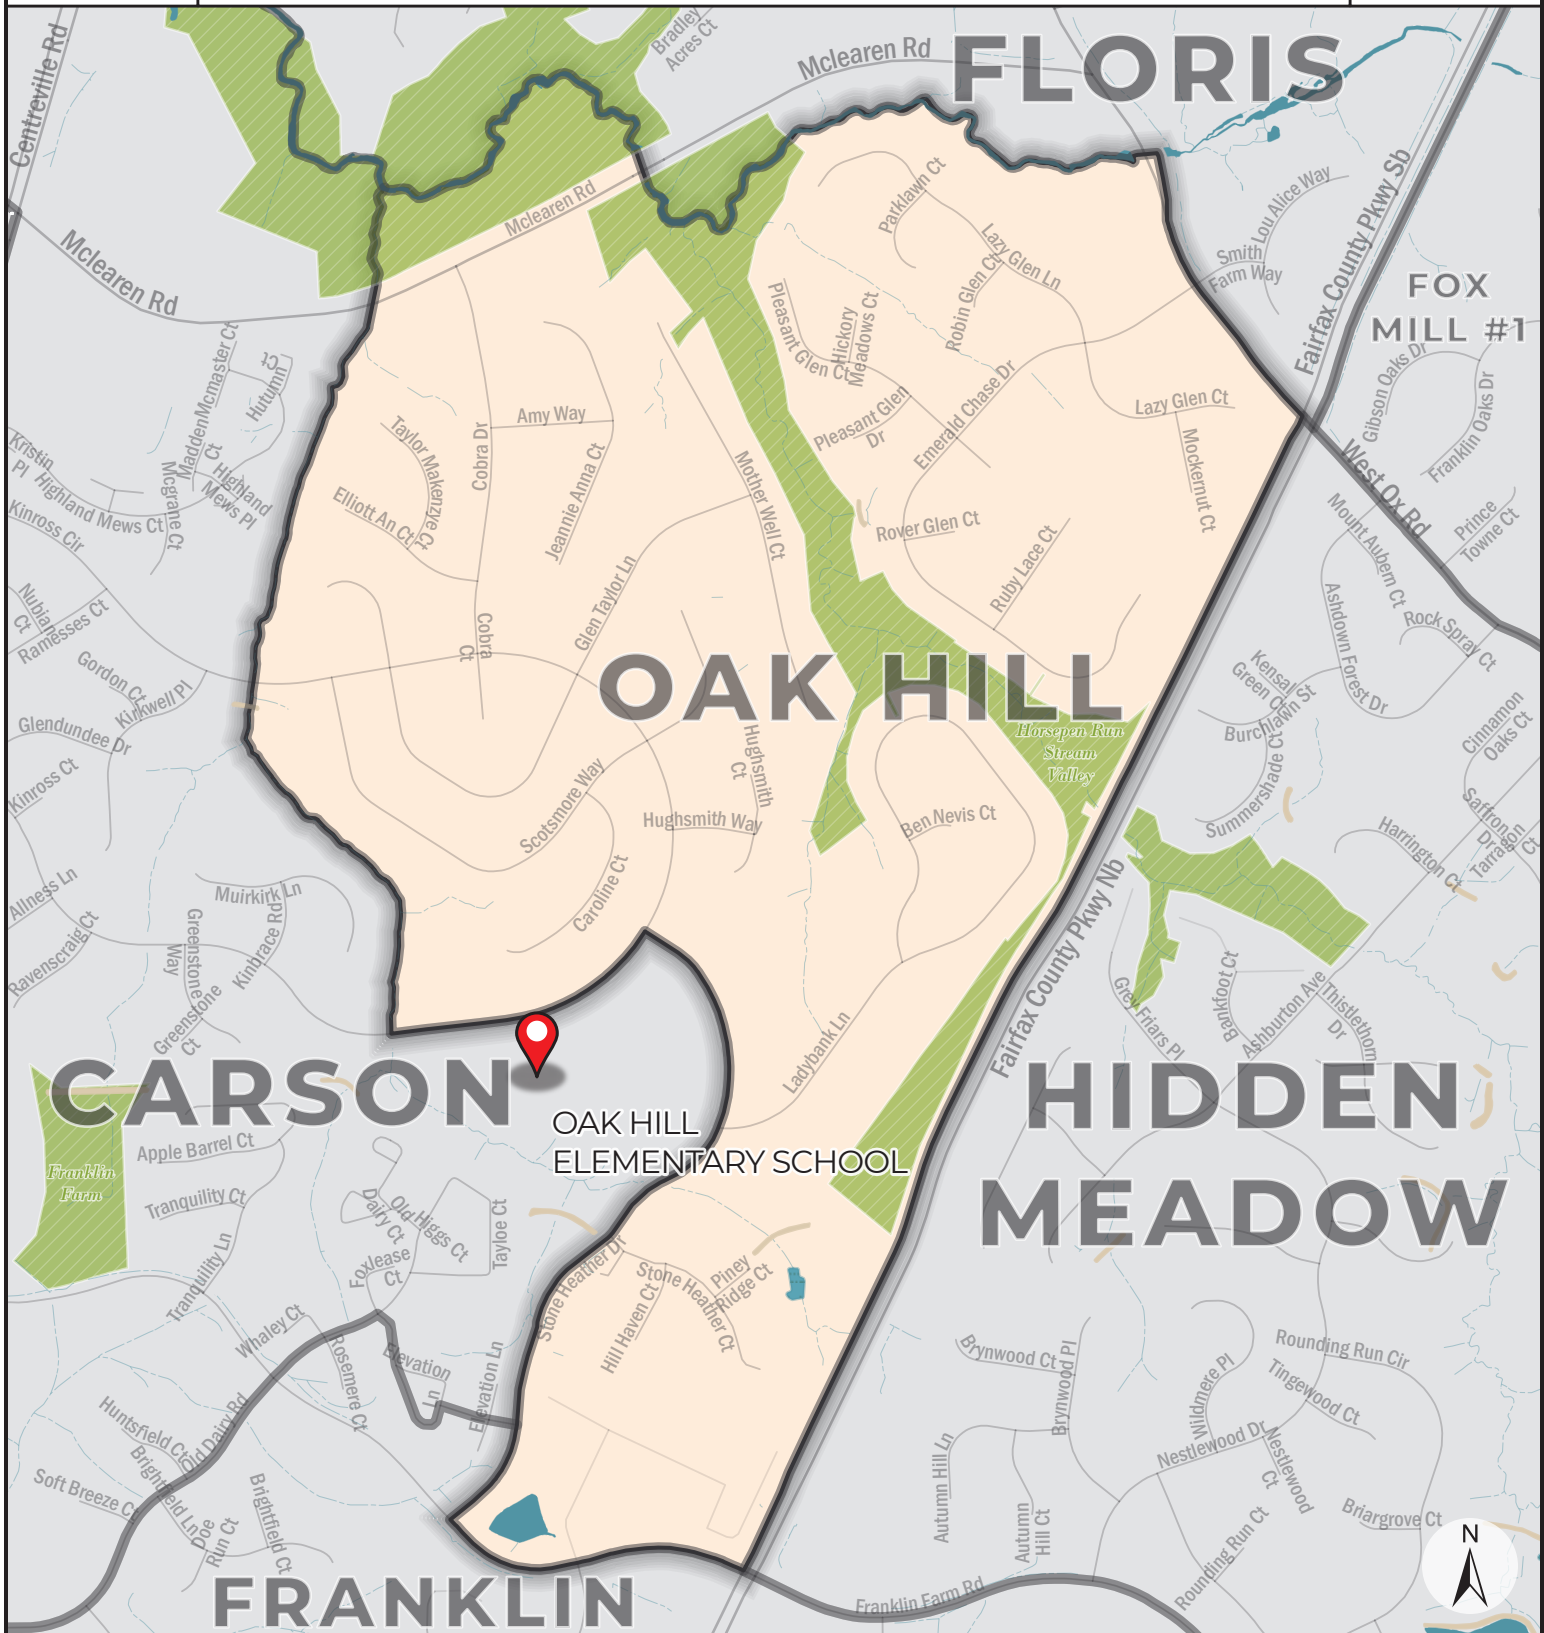 Centreville Rd
Bradley
Acres Ct
Mclearen Rd
FLORIS
Mclearen Rd
Mclearen Rd
Parklawn Ct
Lazy Glen Ln
Robin Glen Ct
Lou Alice Way
Smith
Farm Way
Fairfax County Pkwy Sb
FOX
MILL #1
Pleasant Glen Ct
Hickory
Meadows Ct
Gibson Oaks Dr
Franklin Oaks Dr
Maddenmcmaster Ct
Ct
Hutumn
Ct
Amy Way
Cobra Dr
Taylor Makenzye Ct
Elliott An Ct
Jeannie Anna Ct
Mother Well Ct
Pleasant Glen
Dr
Emerald Chase Dr
Lazy Glen Ct
Mockernut Ct
West Ox Rd
Kristin
Pl
Highland Mews Ct
Mcgrane Ct
Highland
Mews Pl
Kinross Cir
Rover Glen Ct
Ruby Lace Ct
Mount Auburn Ct
Prince
Towne Ct
Nubian
Ct
Ramesses Ct
Glen Taylor Ln
Cobra
Ct
Ashdown Forest Dr
Rock Spray Ct
Gordon Ct
Kirkwell Pl
OAK HILL
Kensal
Green Ct
Burchlawn St
Cinnamon
Oaks Ct
Glendundee Dr
Kinross Ct
Horsepen Run
Stream
Valley
Hughsmith
Ct
Scotsmore Way
Hughsmith Way
Ben Nevis Ct
Summershade Ct
Saffron
Dr
Tarragon
Ct
Harrington Ct
Allness Ln
Muirkirk Ln
Caroline Ct
Fairfax County Pkwy Nb
Ravenscraig Ct
Greenstone
Way
Kinbrace Rd
Greenstone
Ct
Grey Friars Pl
Bankfoot Ct
Ashburton Ave
Thistlethorn
Dr
Ladybank Ln
CARSON
HIDDEN
MEADOW
OAK HILL
ELEMENTARY SCHOOL
Apple Barrel Ct
Franklin
Farm
Tranquility Ct
Tranquility Ln
Old
Dairy Ct
Higgs Ct
Tayloe Ct
Foxlease
Ct
Stone Heather Dr
Stone Heather Ct
Piney
Ridge Ct
Hill Haven Ct
Whaley Ct
Rosemere Ct
Elevation
Ln
Elevation Ln
Brynwood Ct
Brynwood Pl
Rounding Run Cir
Wildmere Pl
Tingewood Ct
Huntsfield Ct
Old Dairy Rd
Brightfield Ln
Soft Breeze Ct
Doe
Run Ct
Brightfield Ct
Autumn Hill Ln
Autumn
Hill Ct
Nestlewood Dr
Nestlewood
Ct
Briargrove Ct
Rounding Run Ct
Franklin Farm Rd
FRANKLIN
N